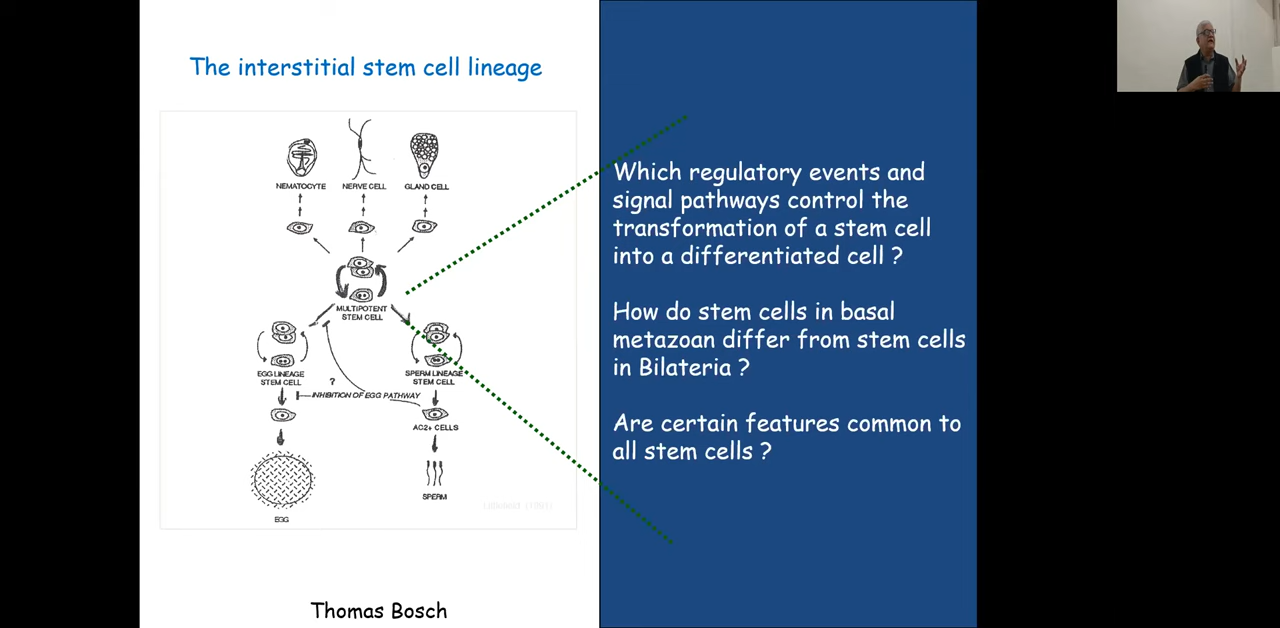 The interstitial stem cell lineage
NEMATOCYTE
NERVE CELL
GLAND CELL
MULTIPOTENT
STEM CELL
EGG LINEAGE
STEM CELL
SPERM LINEAGE
STEM CELL
?
INHIBITION OF EGG PATHWAY
AC2+ CELLS
SPERM
EGG
Littlefield (1991)
Thomas Bosch
Which regulatory events and
signal pathways control the
transformation of a stem cell
into a differentiated cell ?
How do stem cells in basal
metazoan differ from stem cells
in Bilateria ?
Are certain features common to
all stem cells ?